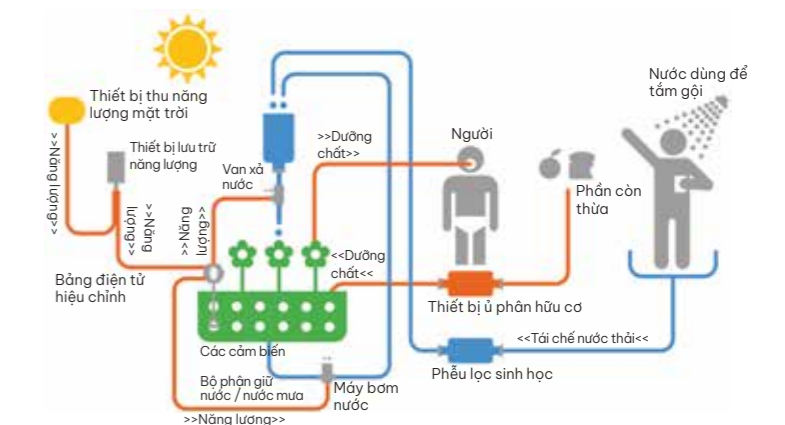 Nước dùng để
tắm gội
Thiết bị thu năng
lượng mặt trời
Người
>>Dưỡng
chất>>
Thiết bị lưu trữ
năng lượng
Van xả
nước
Phần còn
thừa
<<Năng lượng<<
>>Năng
lượng>>
>>Năng
lượng<<
<<Dưỡng
chất<<
Bảng điện tử
hiệu chỉnh
Thiết bị ủ phân hữu cơ
<<Tái chế nước thải<<
Các cảm biến
Phễu lọc sinh học
Bộ phân giữ
nước / nước mưa
Máy bơm
nước
>>Năng lương>>